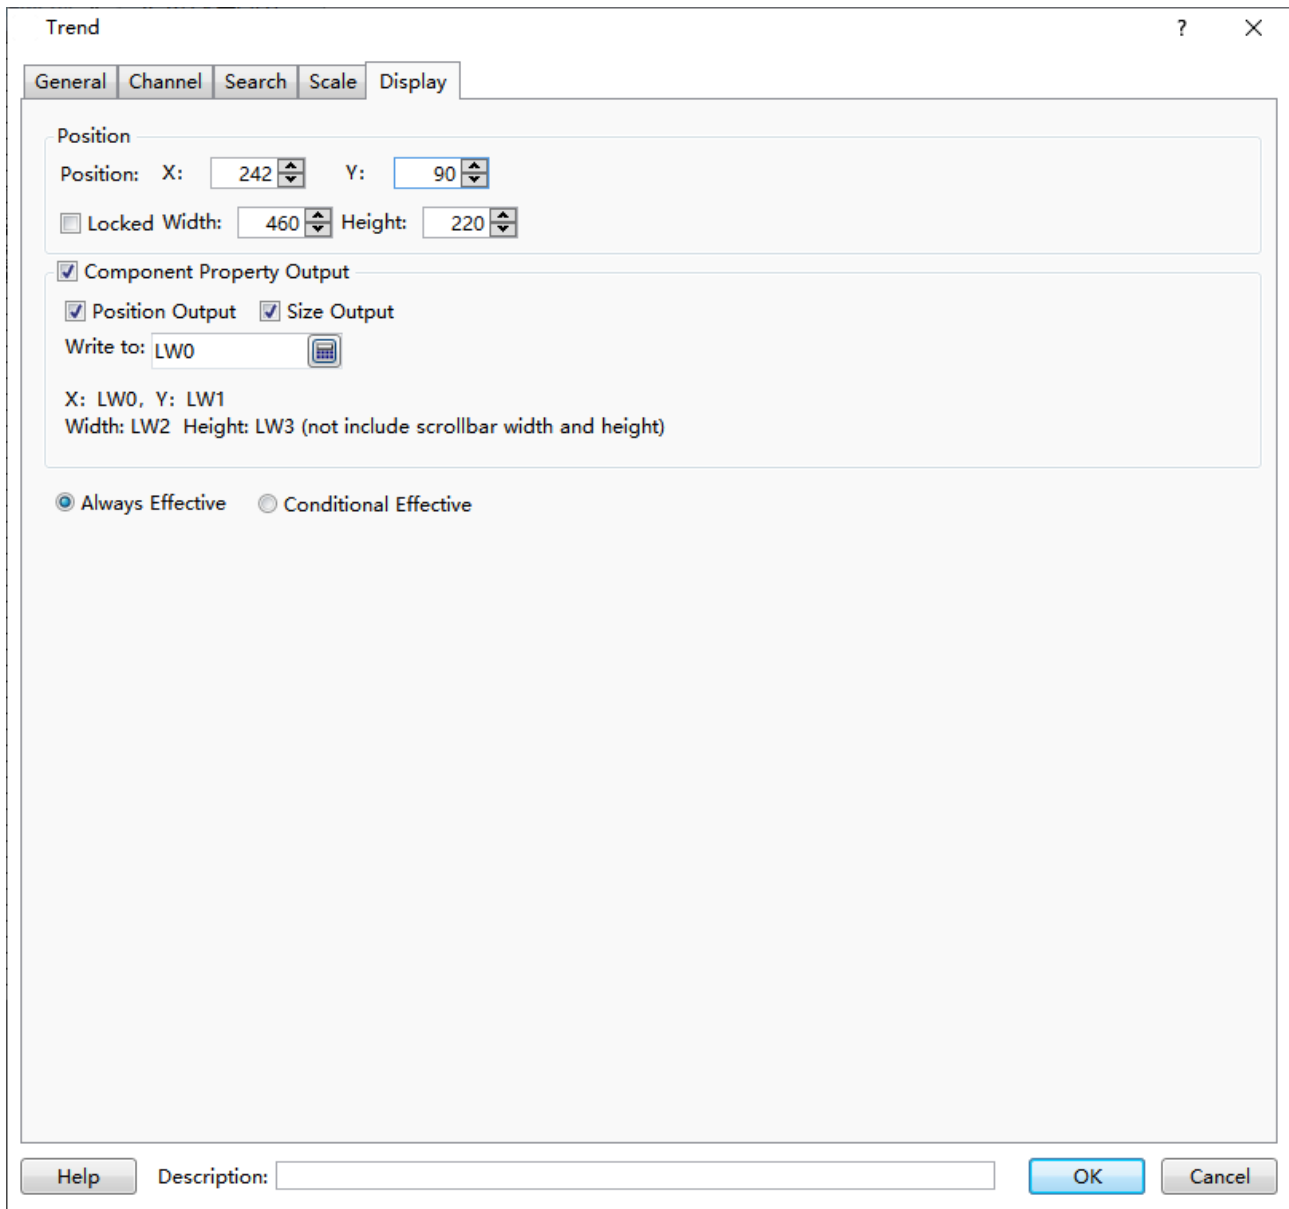 Trend ?
General Channel Search Scale Display
Position
Position: X: 242 Y: 90
Locked Width: 460 Height: 220
Component Property Output
Position Output Size Output
Write to: LW0
X: LW0, Y: LW1
Width: LW2 Height: LW3 (not include scrollbar width and height)
Always Effective Conditional Effective
Help Description: OK Cancel